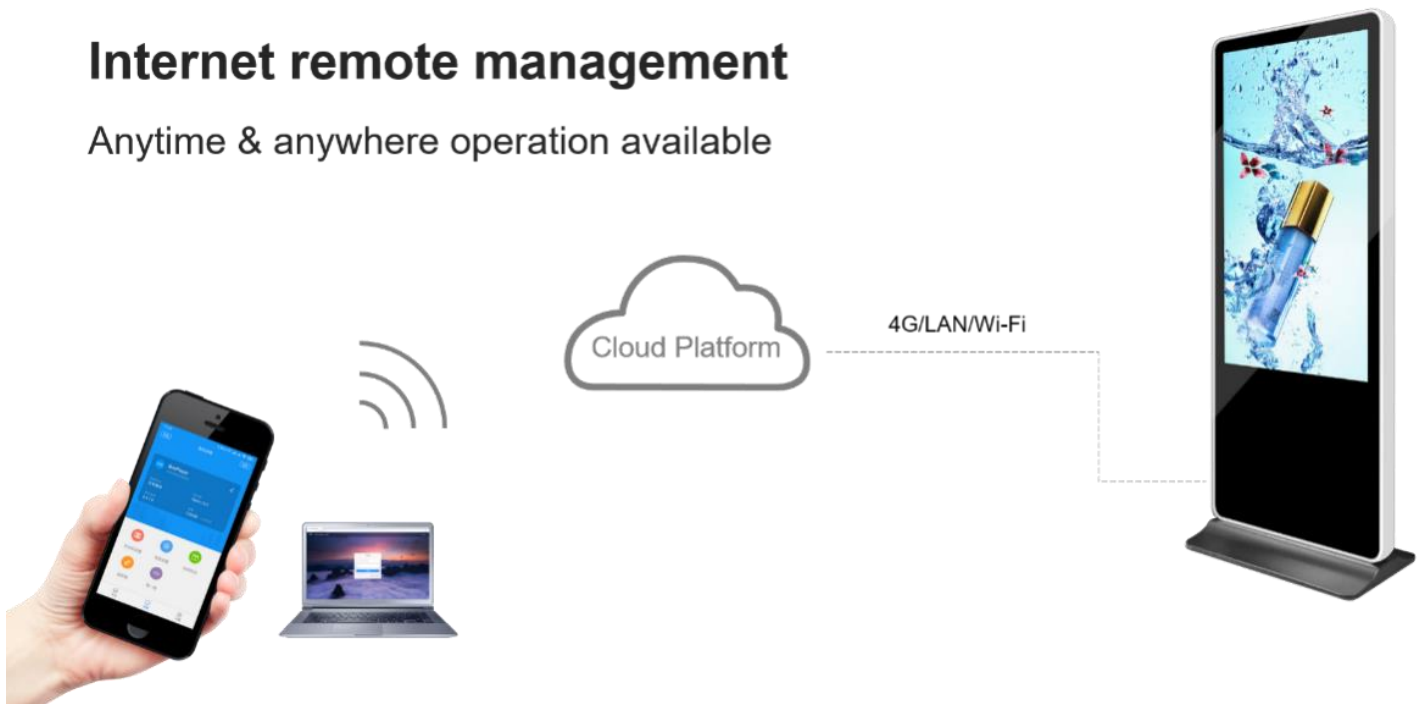 Internet remote management
Anytime & anywhere operation available
Cloud Platform
4G/LAN/Wi-Fi